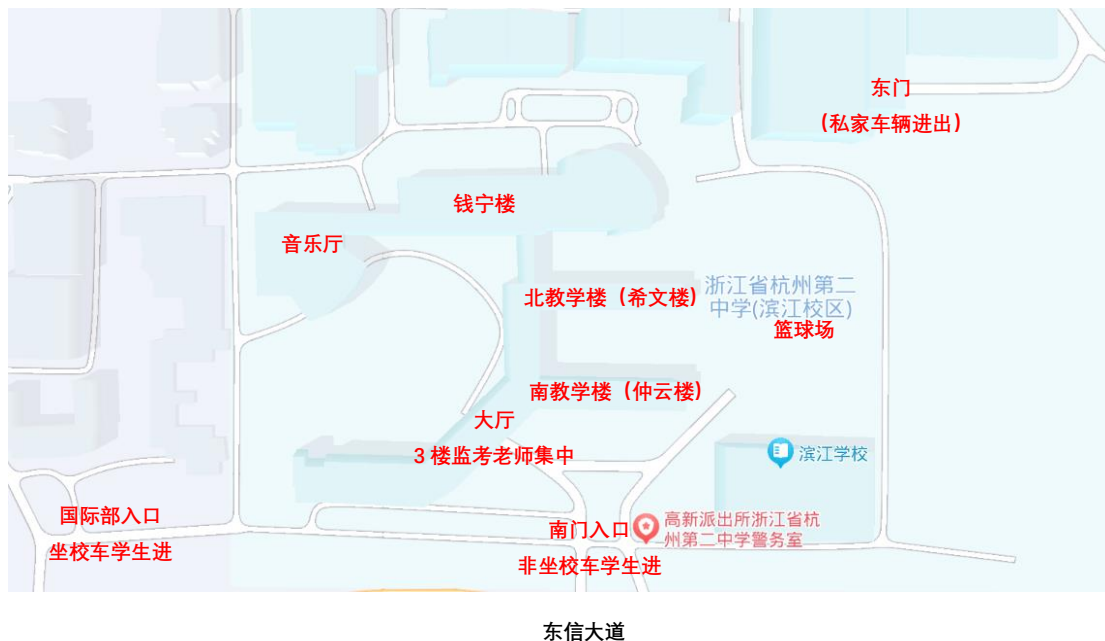 东门
（私家车辆进出）
钱宁楼
音乐厅
北教学楼（希文楼）
浙江省杭州第二
中学(滨江校区)
篮球场
南教学楼（仲云楼）
大厅
3 楼监考老师集中
滨江学校
国际部入口
坐校车学生进
南门入口
非坐校车学生进
高新派出所浙江省杭
州第二中学警务室
东信大道